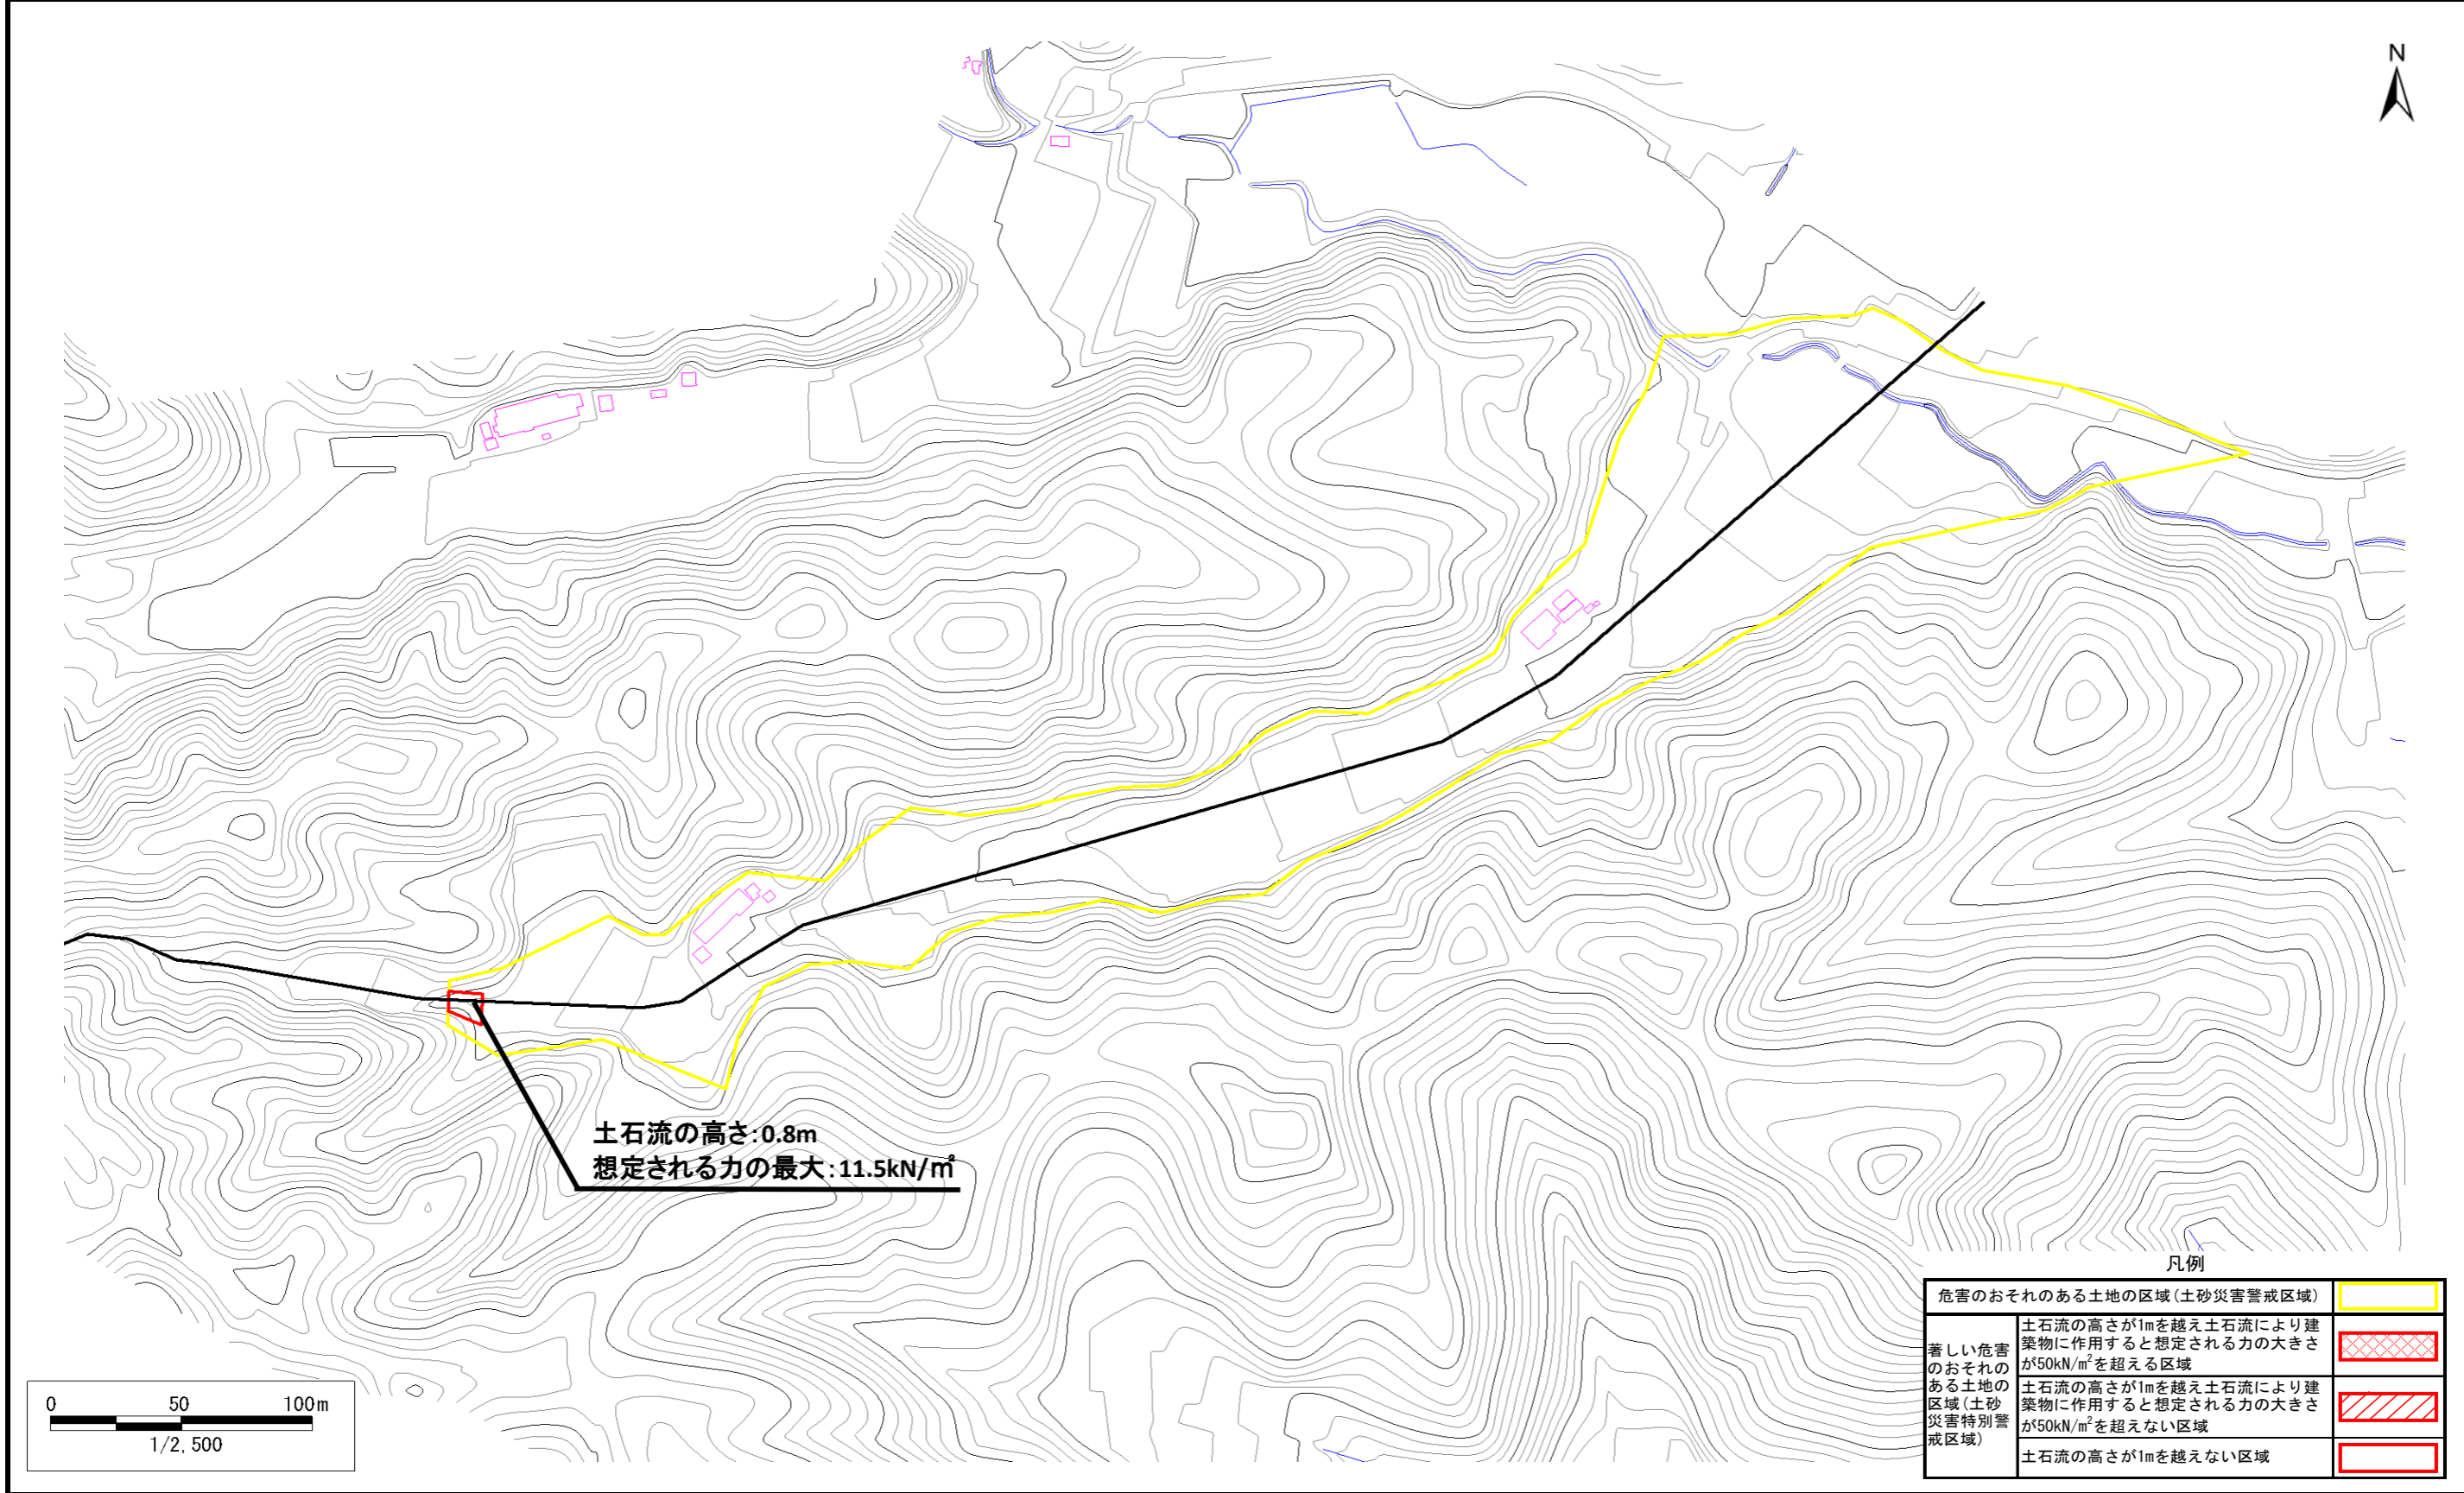 N
土石流の高さ:0.8m
想定される力の最大:11.5kN/㎡
凡例
危害のおそれのある土地の区域(土砂災害警戒区域)
著しい危害
のおそれの
ある土地の
区域(土砂
災害特別警
戒区域)
土石流の高さが1mを越え土石流により建
築物に作用すると想定される力の大きさ
が50kN/m²を超える区域
土石流の高さが1mを越え土石流により建
築物に作用すると想定される力の大きさ
が50kN/m²を超えない区域
土石流の高さが1mを越えない区域
0 50 100m
1/2,500